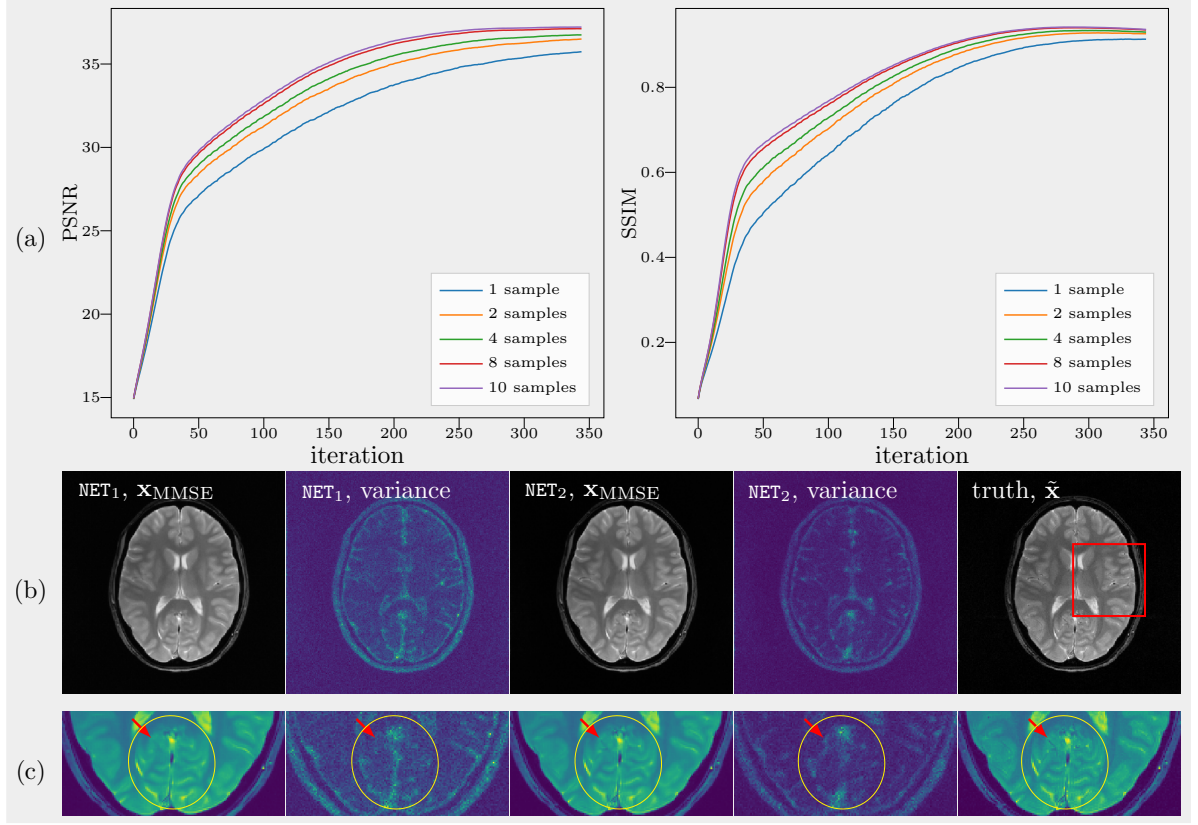 (a)
PSNR
35
30
25
20
15
0 50 100 150 200 250 300 350
iteration
1 sample
2 samples
4 samples
8 samples
10 samples
SSIM
0.8
0.6
0.4
0.2
0 50 100 150 200 250 300 350
iteration
1 sample
2 samples
4 samples
8 samples
10 samples
(b)
NET₁, x_MMSE
NET₁, variance
NET₂, x_MMSE
NET₂, variance
truth, x̃
(c)